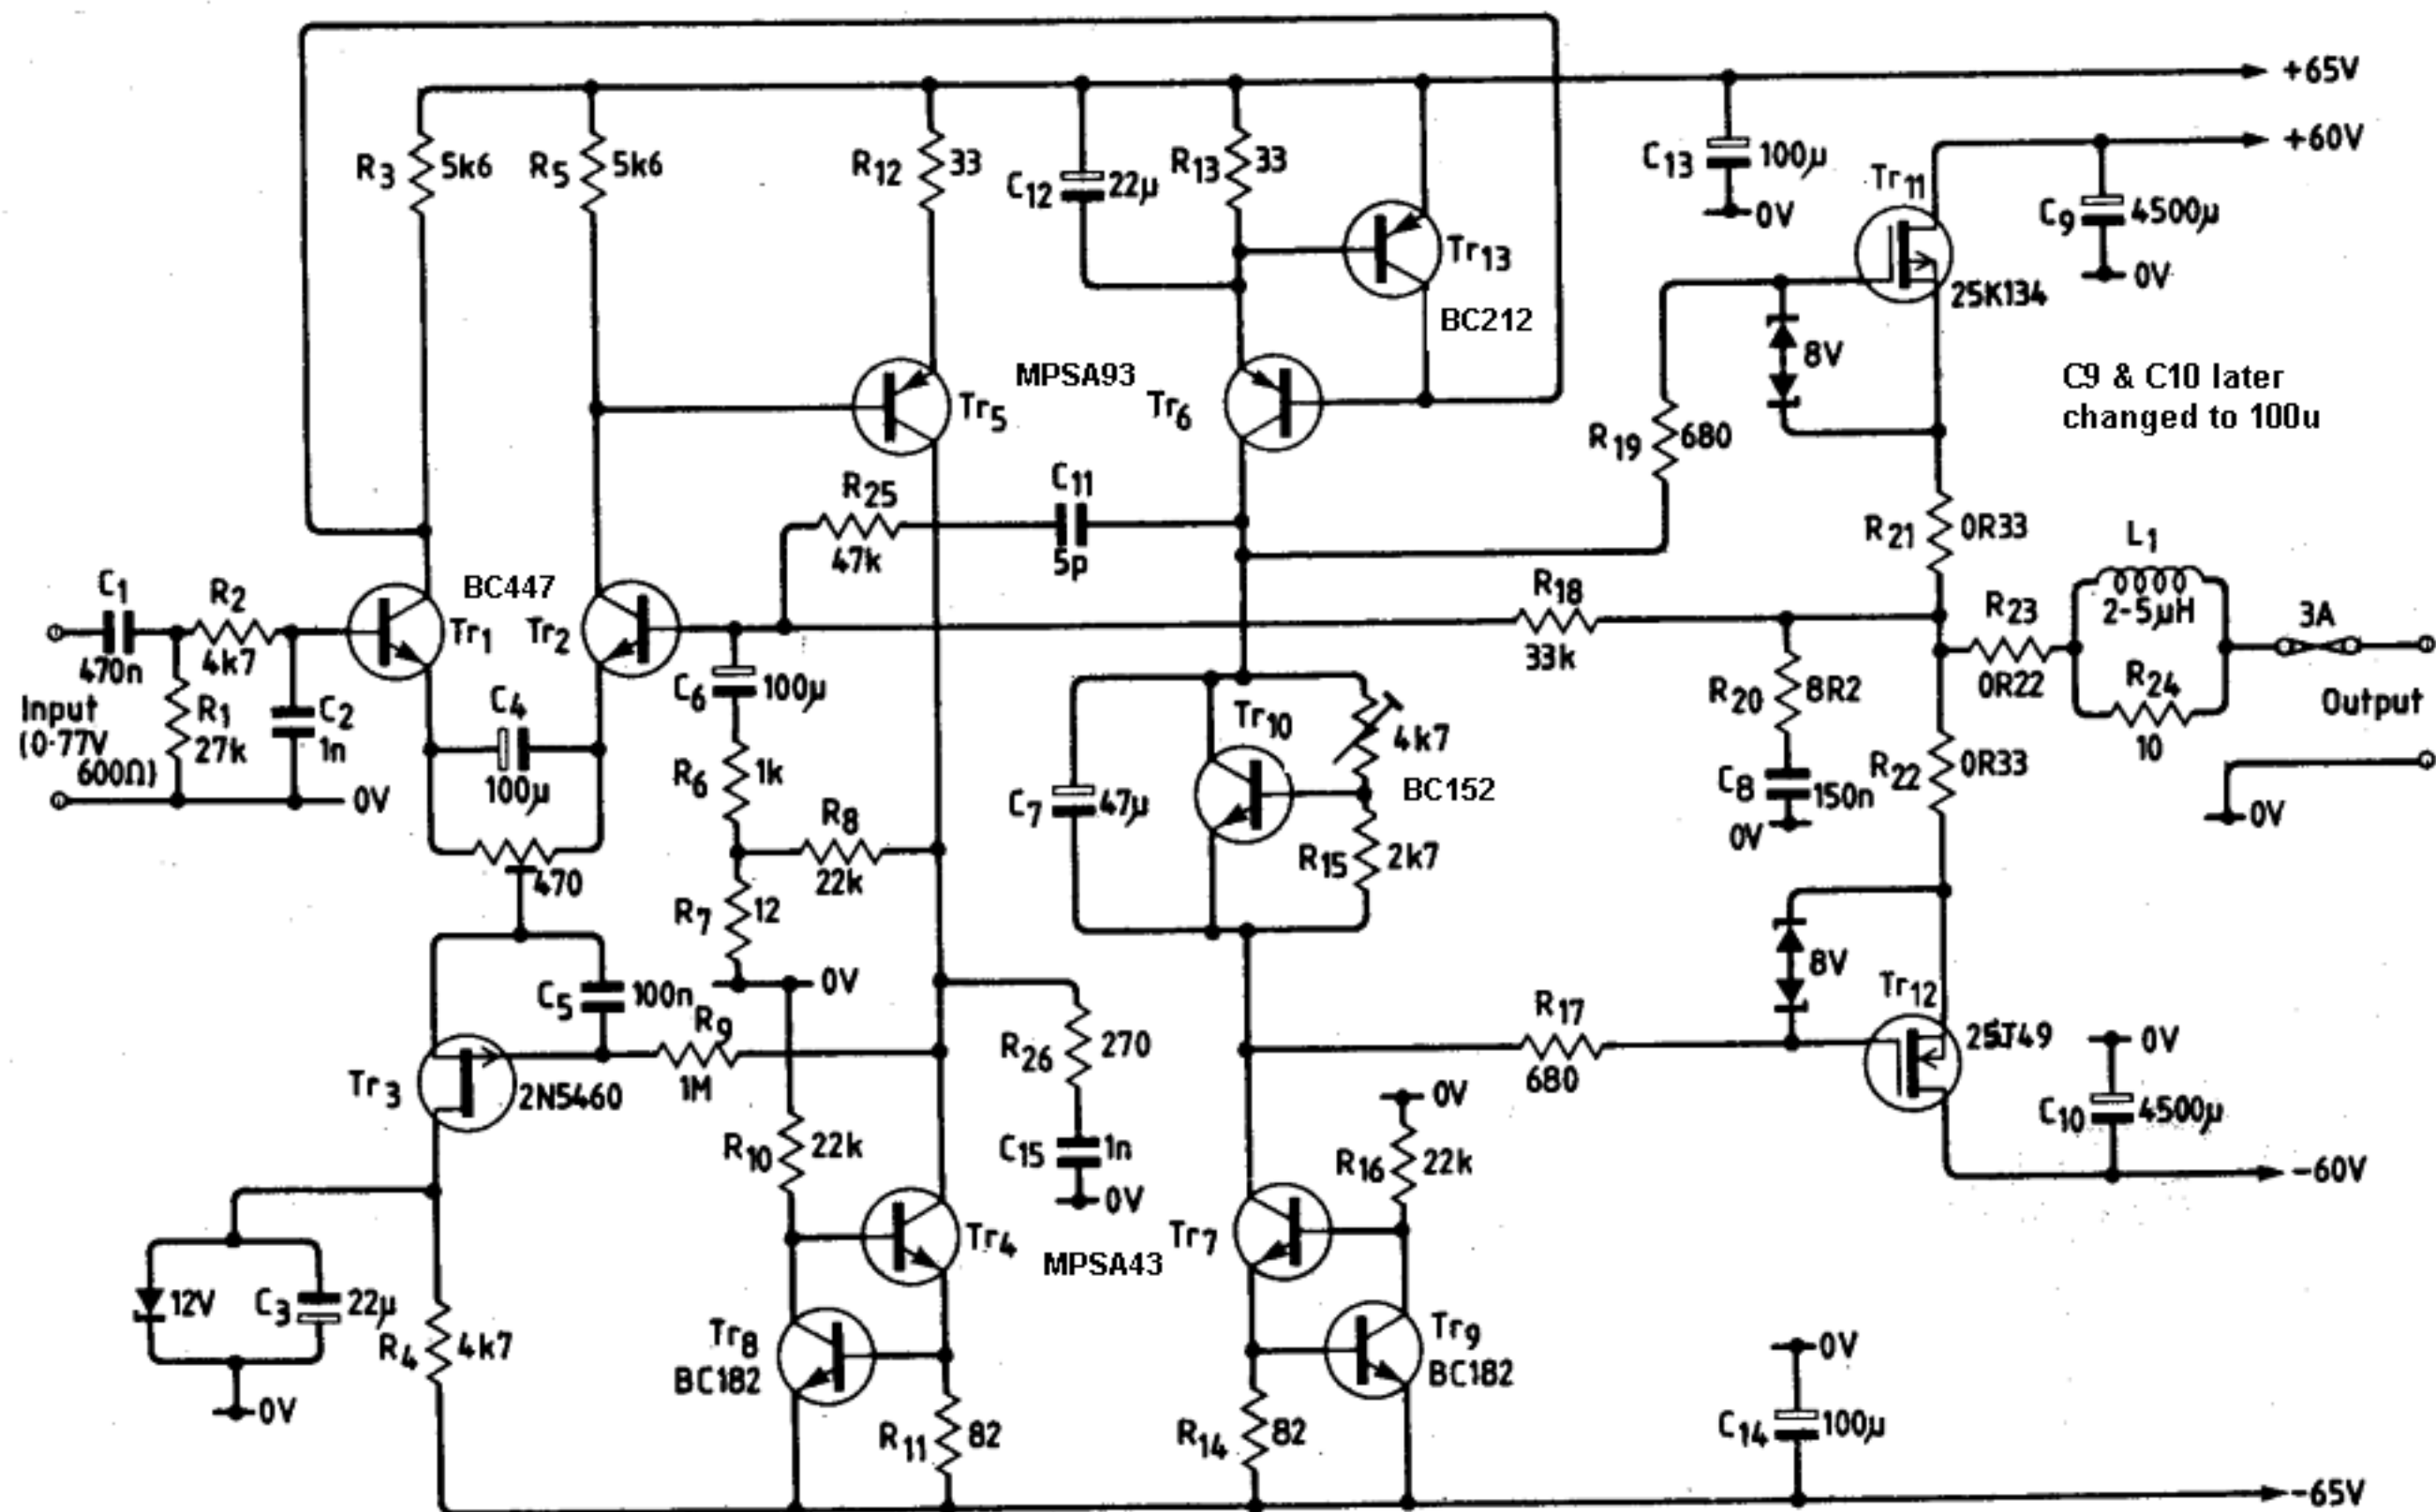 +65V
+60V
R3 5k6
R5 5k6
R12 33
C12 22μ
R13 33
C13 100μ
0V
Tr11
C9 4500μ
0V
25K134
Tr13
BC212
8V
C9 & C10 later
changed to 100u
MPSA93
Tr5
Tr6
R19 680
R25
47k
C11
5p
R21 0R33
L1
2-5μH
C1
470n
R2
4k7
BC447
Tr1
Tr2
R18
33k
R23
0R22
3A
R24
10
Output
Input
(0·77V
600Ω)
R1
27k
C2
1n
0V
C4
100μ
C6 100μ
Tr10
4k7
BC152
R20 8R2
R22 0R33
C8 150n
0V
0V
R6 1k
R8
22k
C7 47μ
R15 2k7
470
R7 12
0V
C5 100n
R9
1M
8V
Tr12
25J49
0V
R17
680
R26 270
Tr3
2N5460
0V
C10 4500μ
R10 22k
C15 1n
0V
R16 22k
-60V
Tr4
MPSA43
Tr7
12V
C3 22μ
R4 4k7
0V
Tr8
BC182
Tr9
BC182
0V
R11 82
R14 82
C14 100μ
-65V